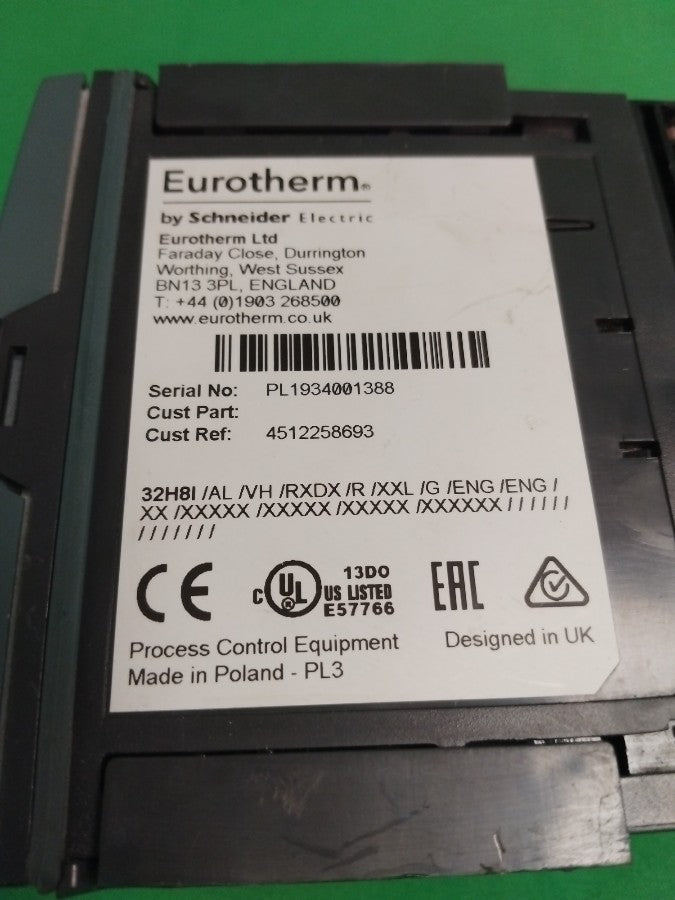 Eurotherm®
by Schneider Electric
Eurotherm Ltd
Faraday Close, Durrington
Worthing, West Sussex
BN13 3PL, ENGLAND
T: +44 (0)1903 268500
www.eurotherm.co.uk
Serial No: PL1934001388
Cust Part:
Cust Ref: 4512258693
32H8I /AL /VH /RXDX /R /XXL /G /ENG /ENG /
XX /XXXXX /XXXXX /XXXXX /XXXXXX / / / / / /
/ / / / / / /
CE
c UL ® US LISTED
13DO
E57766
EAC
Process Control Equipment
Designed in UK
Made in Poland - PL3